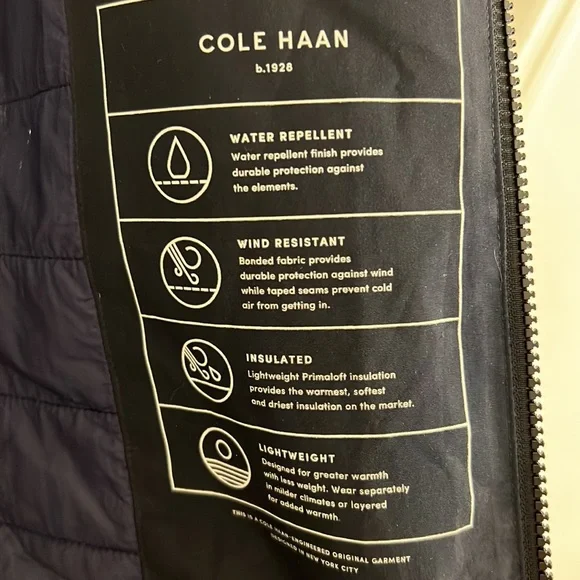 COLE HAAN
b.1928
WATER REPELLENT
Water repellent finish provides
durable protection against
the elements.
WIND RESISTANT
Bonded fabric provides
durable protection against wind
while taped seams prevent cold
air from getting in.
INSULATED
Lightweight Primaloft insulation
provides the warmest, softest
and driest insulation on the market.
LIGHTWEIGHT
Designed for greater warmth
with less weight. Wear separately
in milder climates or layered
for added warmth.
THIS IS A COLE HAAN-ENGINEERED ORIGINAL GARMENT
DESIGNED IN NEW YORK CITY